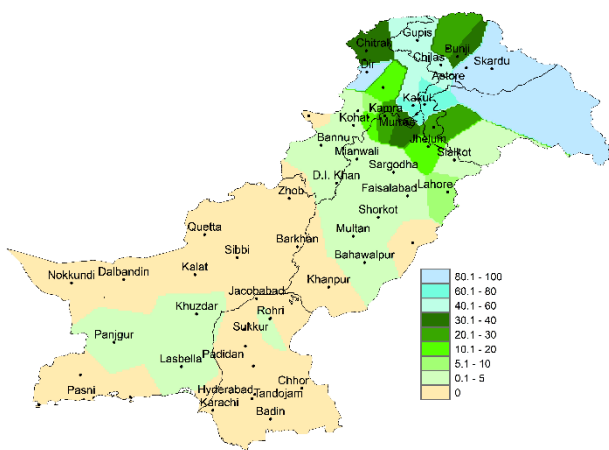 Gupis
Chitral
Bunji
Chilas
Skardu
Dir
Astore
Kakul
Kamra
Kohat
Murree
Bannu
Jhelum
Mianwali
Sialkot
Sargodha
D.I. Khan
Zhob
Faisalabad
Lahore
Shorkot
Quetta
Multan
Barkhan
Sibbi
Bahawalpur
Nokkundi
Dalbandin
Kalat
Khanpur
80.1 - 100
Jacobabad
60.1 - 80
Khuzdar
40.1 - 60
Rohri
30.1 - 40
Sukkur
20.1 - 30
Panjgur
10.1 - 20
Padidan
5.1 - 10
Lasbella
0.1 - 5
Chhor
0
Pasni
Hyderabad
Tandojam
Karachi
Badin